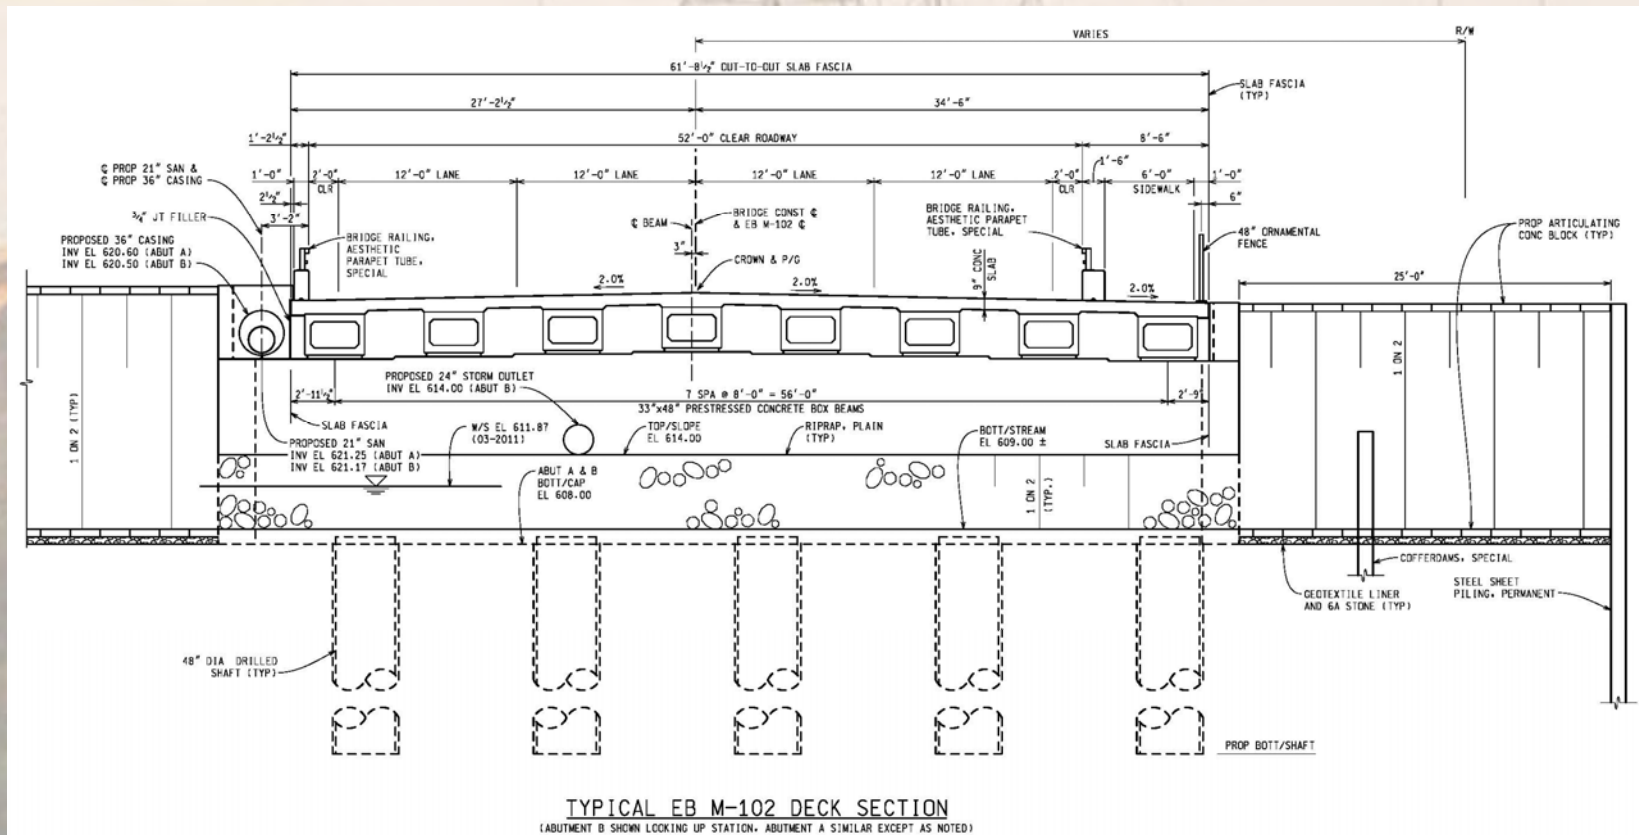 VARIES
R/W
61'-8½" OUT-TO-OUT SLAB FASCIA
SLAB FASCIA
(TYP)
27'-2½"
34'-6"
1'-2½"
52'-0" CLEAR ROADWAY
8'-6"
℄ PROP 21" SAN &
℄ PROP 36" CASING
1'-0"
2'-0"
CLR
12'-0" LANE
12'-0" LANE
12'-0" LANE
12'-0" LANE
2'-0"
CLR
1'-6"
6'-0"
SIDEWALK
1'-0"
2½"
6"
3'-2"
¾" JT FILLER
℄ BEAM
BRIDGE CONST ℄
& EB M-102 ℄
BRIDGE RAILING,
AESTHETIC PARAPET
TUBE, SPECIAL
48" ORNAMENTAL
FENCE
PROP ARTICULATING
CONC BLOCK (TYP)
PROPOSED 36" CASING
INV EL 620.60 (ABUT A)
INV EL 620.50 (ABUT B)
BRIDGE RAILING,
AESTHETIC
PARAPET TUBE,
SPECIAL
3"
CROWN & P/G
9" CONC
SLAB
2.0%
2.0%
2.0%
25'-0"
1 ON 2
PROPOSED 24" STORM OUTLET
INV EL 614.00 (ABUT B)
2'-11½"
7 SPA @ 8'-0" = 56'-0"
2'-9"
33"x48" PRESTRESSED CONCRETE BOX BEAMS
1 ON 2 (TYP)
SLAB FASCIA
W/S EL 611.87
(03-2011)
TOP/SLOPE
EL 614.00
RIPRAP, PLAIN
(TYP)
BOTT/STREAM
EL 609.00 ±
SLAB FASCIA
PROPOSED 21" SAN
INV EL 621.25 (ABUT A)
INV EL 621.17 (ABUT B)
ABUT A & B
BOTT/CAP
EL 608.00
1 ON 2
(TYP.)
COFFERDAMS, SPECIAL
GEOTEXTILE LINER
AND 6A STONE (TYP)
STEEL SHEET
PILING, PERMANENT
48" DIA DRILLED
SHAFT (TYP)
PROP BOTT/SHAFT
TYPICAL EB M-102 DECK SECTION
(ABUTMENT B SHOWN LOOKING UP STATION, ABUTMENT A SIMILAR EXCEPT AS NOTED)